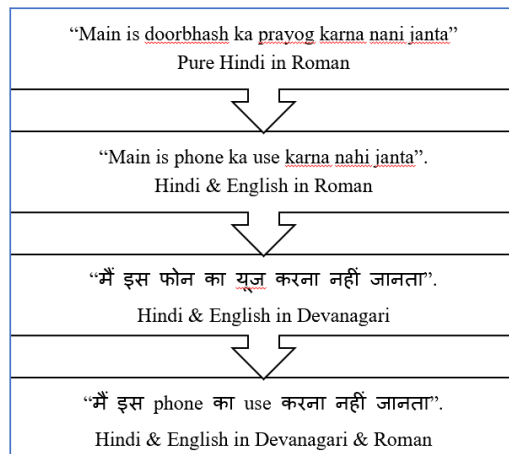 “Main is doorbhash ka prayog karna nani janta”
Pure Hindi in Roman
“Main is phone ka use karna nahi janta”.
Hindi & English in Roman
“मैं इस फोन का यूज़ करना नहीं जानता”.
Hindi & English in Devanagari
“मैं इस phone का use करना नहीं जानता”.
Hindi & English in Devanagari & Roman